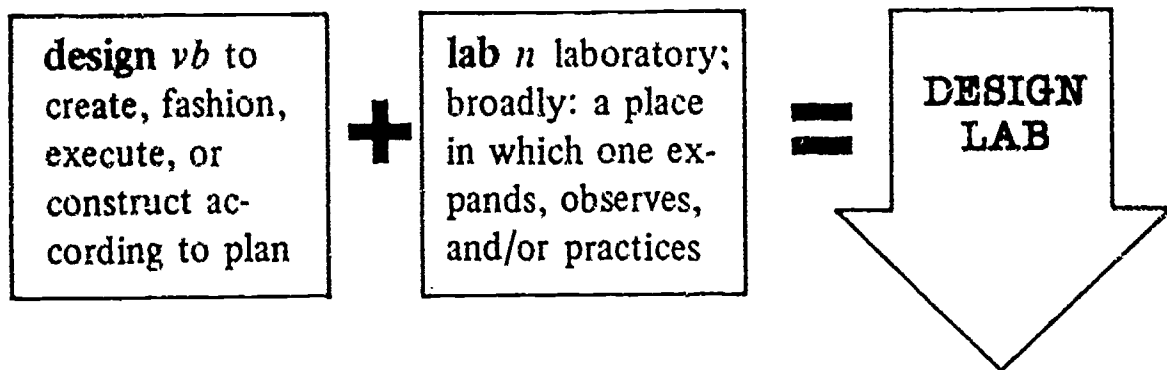 design vb to
create, fashion,
execute, or
construct ac-
cording to plan
+
lab n laboratory;
broadly: a place
in which one ex-
pands, observes,
and/or practices
=
DESIGN
LAB